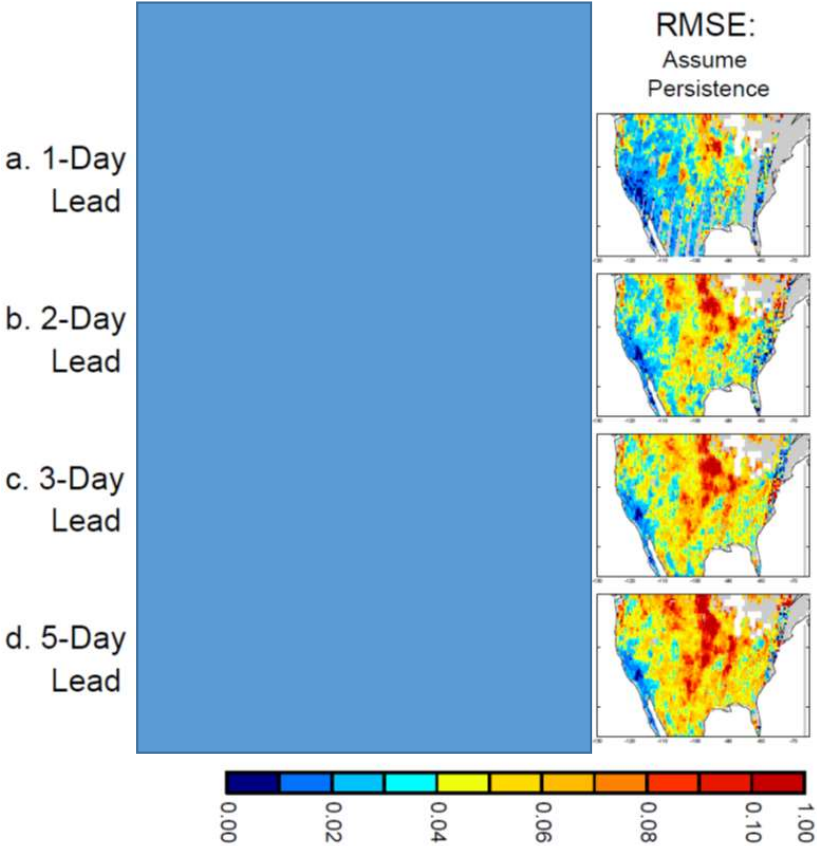 RMSE:
Assume
Persistence
a. 1-Day
Lead
b. 2-Day
Lead
c. 3-Day
Lead
d. 5-Day
Lead
0.00 0.02 0.04 0.06 0.08 0.10 1.00